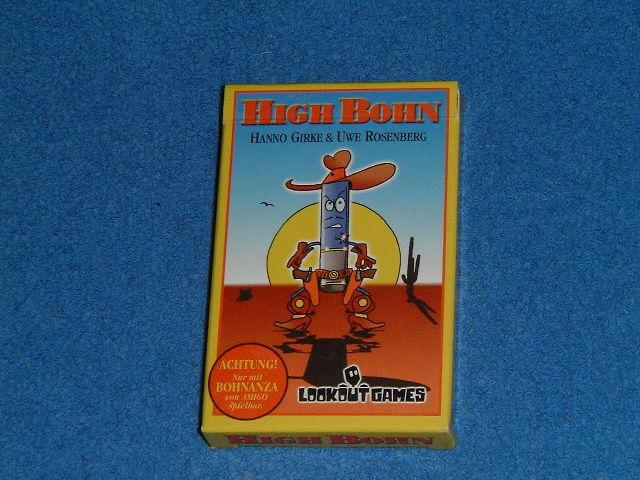 HIGH BOHN
HANNO GIRKE & UWE ROSENBERG
ACHTUNG!
Nur mit
BOHNANZA
von AMIGO
spielbar.
LOOKOUT GAMES
HIGH BOHN